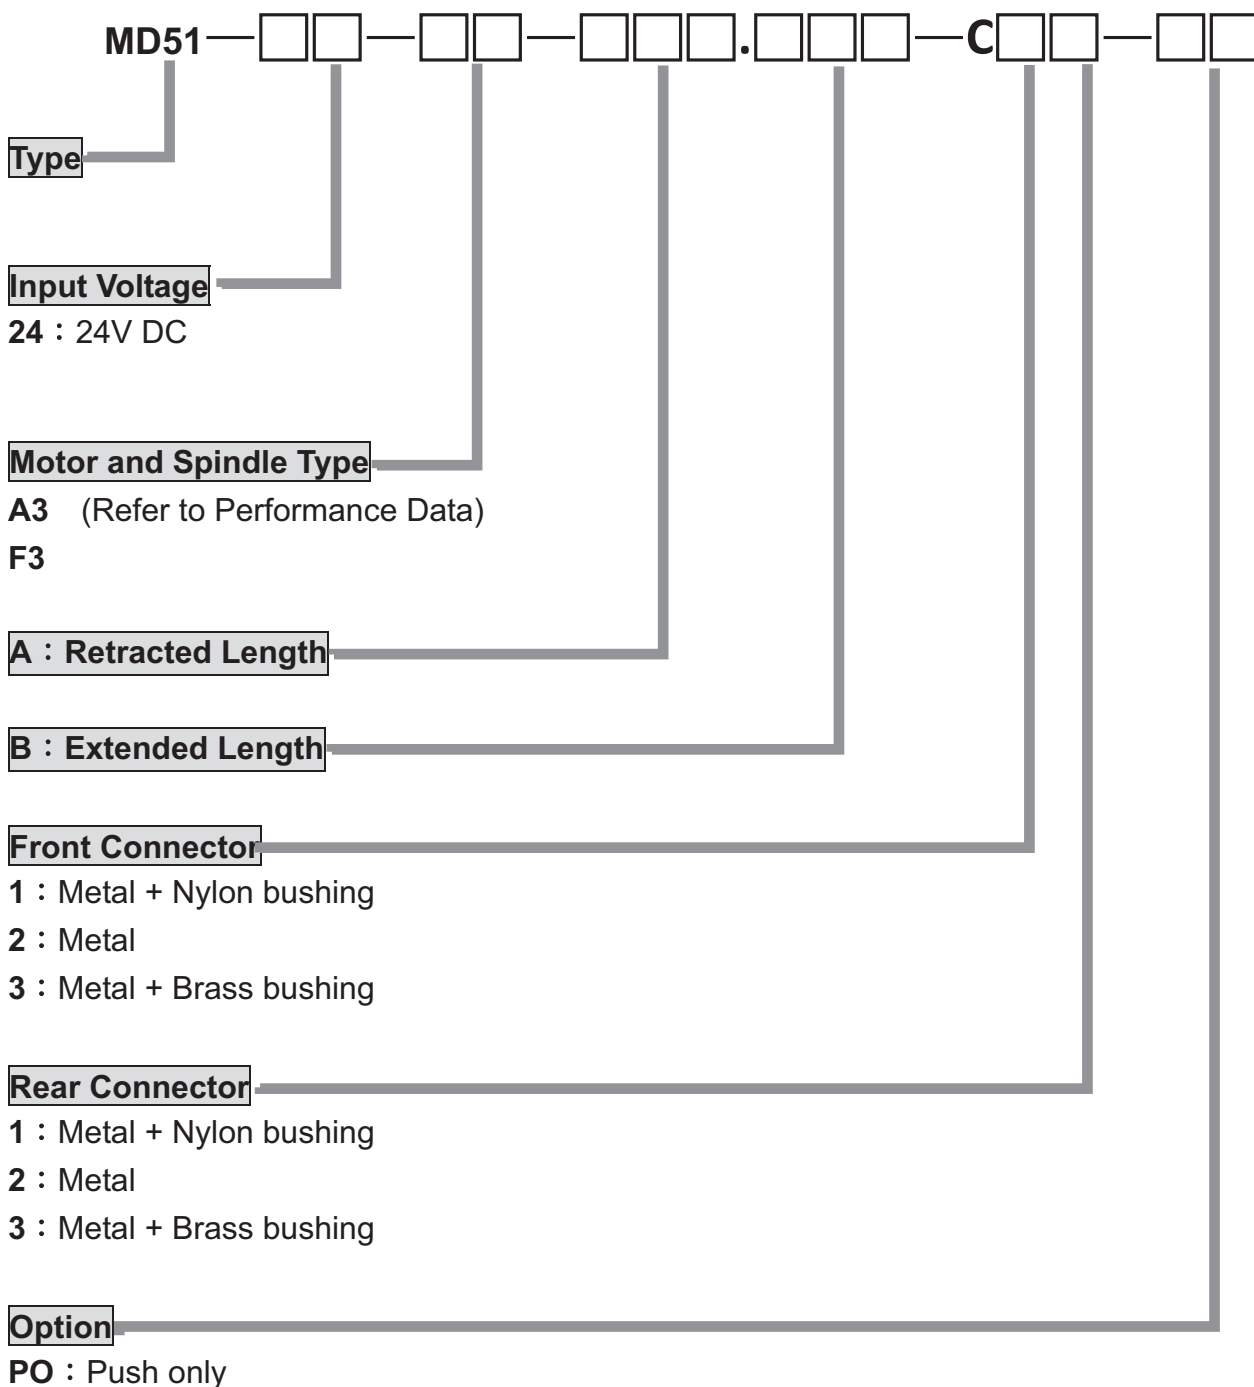 MD51—□□—□□—□□□.□□□—C□□—□□
Type
Input Voltage
24：24V DC
Motor and Spindle Type
A3 (Refer to Performance Data)
F3
A：Retracted Length
B：Extended Length
Front Connector
1：Metal + Nylon bushing
2：Metal
3：Metal + Brass bushing
Rear Connector
1：Metal + Nylon bushing
2：Metal
3：Metal + Brass bushing
Option
PO：Push only